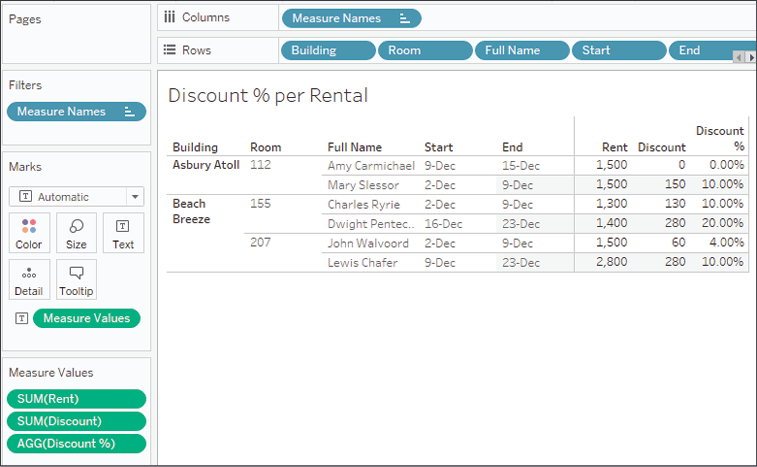 Pages
Columns Measure Names
Rows Building Room Full Name Start End
Filters
Measure Names
Marks
Automatic
Color Size Text
Detail Tooltip
Measure Values
Measure Values
SUM(Rent)
SUM(Discount)
AGG(Discount %)
Discount % per Rental
Discount
Building Room Full Name Start End Rent Discount %
Asbury Atoll 112 Amy Carmichael 9-Dec 15-Dec 1,500 0 0.00%
Mary Slessor 2-Dec 9-Dec 1,500 150 10.00%
Beach 155 Charles Ryrie 2-Dec 9-Dec 1,300 130 10.00%
Breeze Dwight Pentec.. 16-Dec 23-Dec 1,400 280 20.00%
207 John Walvoord 2-Dec 9-Dec 1,500 60 4.00%
Lewis Chafer 9-Dec 23-Dec 2,800 280 10.00%